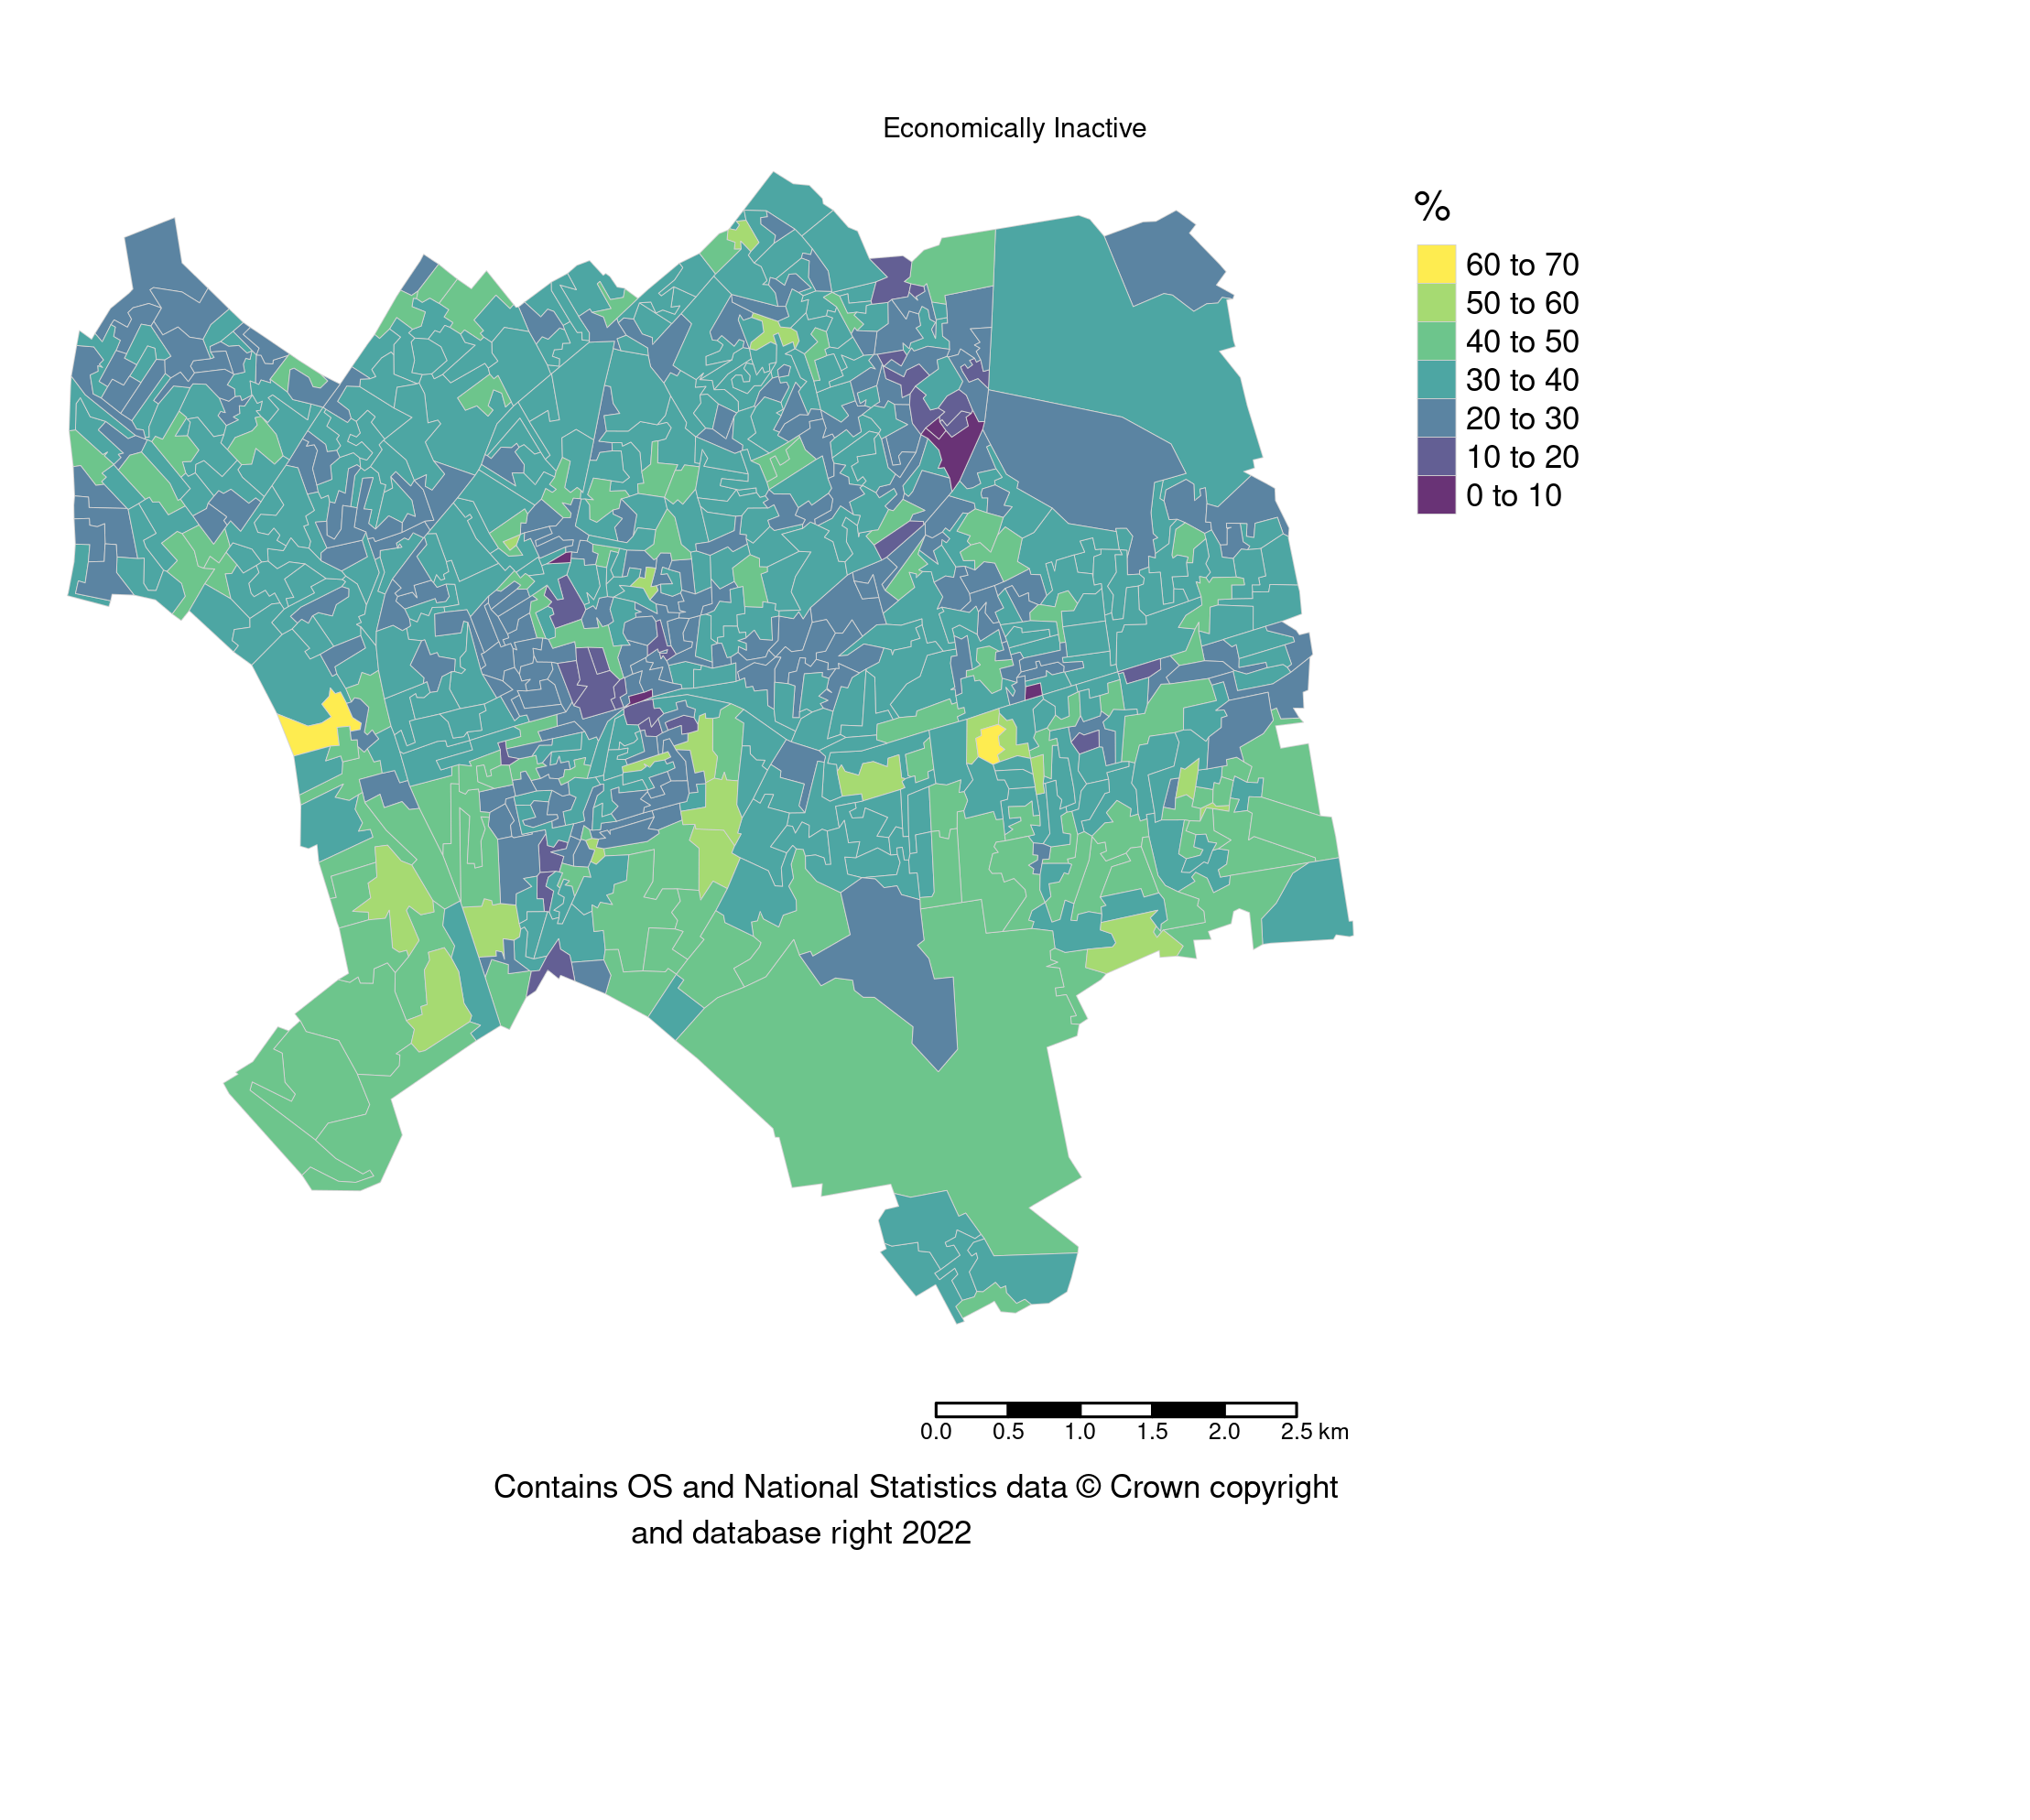 Economically Inactive
%
60 to 70
50 to 60
40 to 50
30 to 40
20 to 30
10 to 20
0 to 10
0.0 0.5 1.0 1.5 2.0 2.5 km
Contains OS and National Statistics data © Crown copyright
and database right 2022